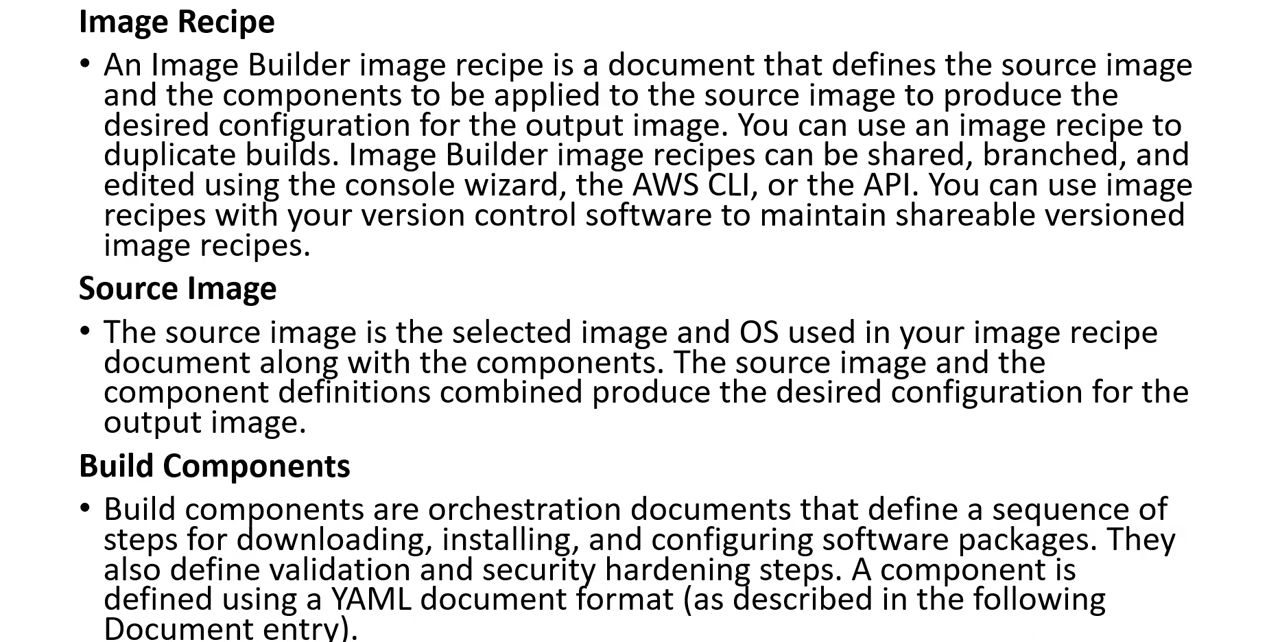 Image Recipe
• An Image Builder image recipe is a document that defines the source image
and the components to be applied to the source image to produce the
desired configuration for the output image. You can use an image recipe to
duplicate builds. Image Builder image recipes can be shared, branched, and
edited using the console wizard, the AWS CLI, or the API. You can use image
recipes with your version control software to maintain shareable versioned
image recipes.
Source Image
• The source image is the selected image and OS used in your image recipe
document along with the components. The source image and the
component definitions combined produce the desired configuration for the
output image.
Build Components
• Build components are orchestration documents that define a sequence of
steps for downloading, installing, and configuring software packages. They
also define validation and security hardening steps. A component is
defined using a YAML document format (as described in the following
Document entry).